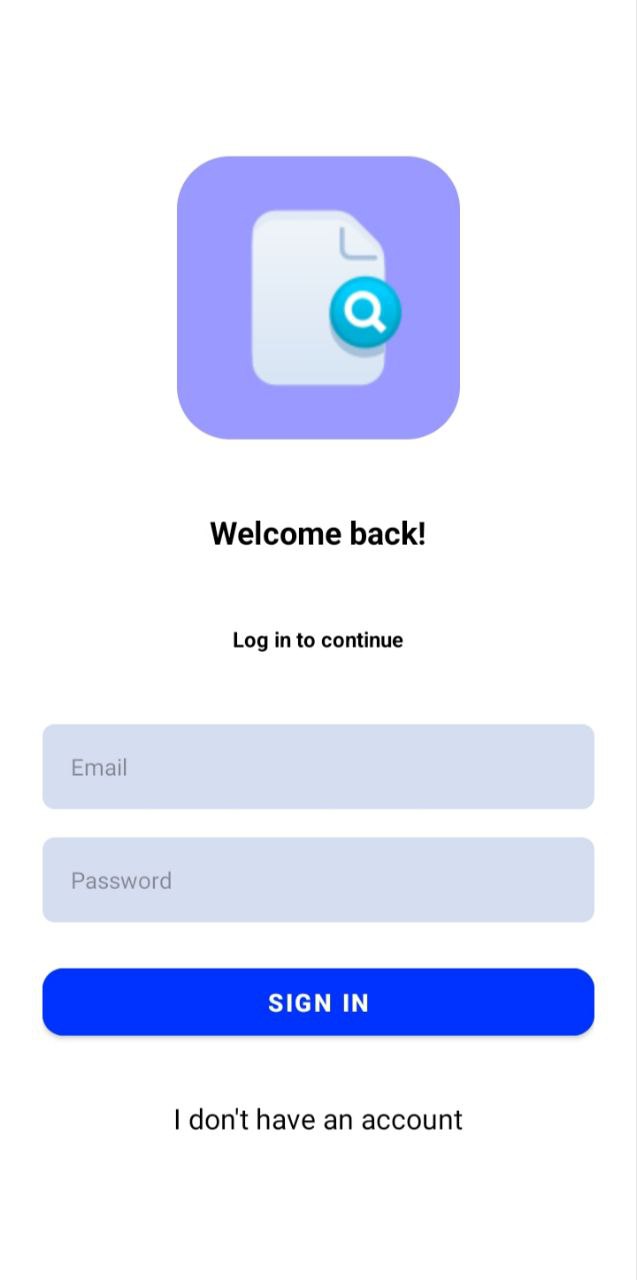 Welcome back!
Log in to continue
Email
Password
SIGN IN
I don't have an account